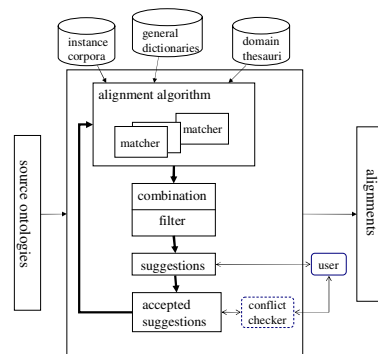 instance
corpora
general
dictionaries
domain
thesauri
alignment algorithm
matcher
matcher
source ontologies
combination
filter
suggestions
user
accepted
suggestions
conflict
checker
alignments